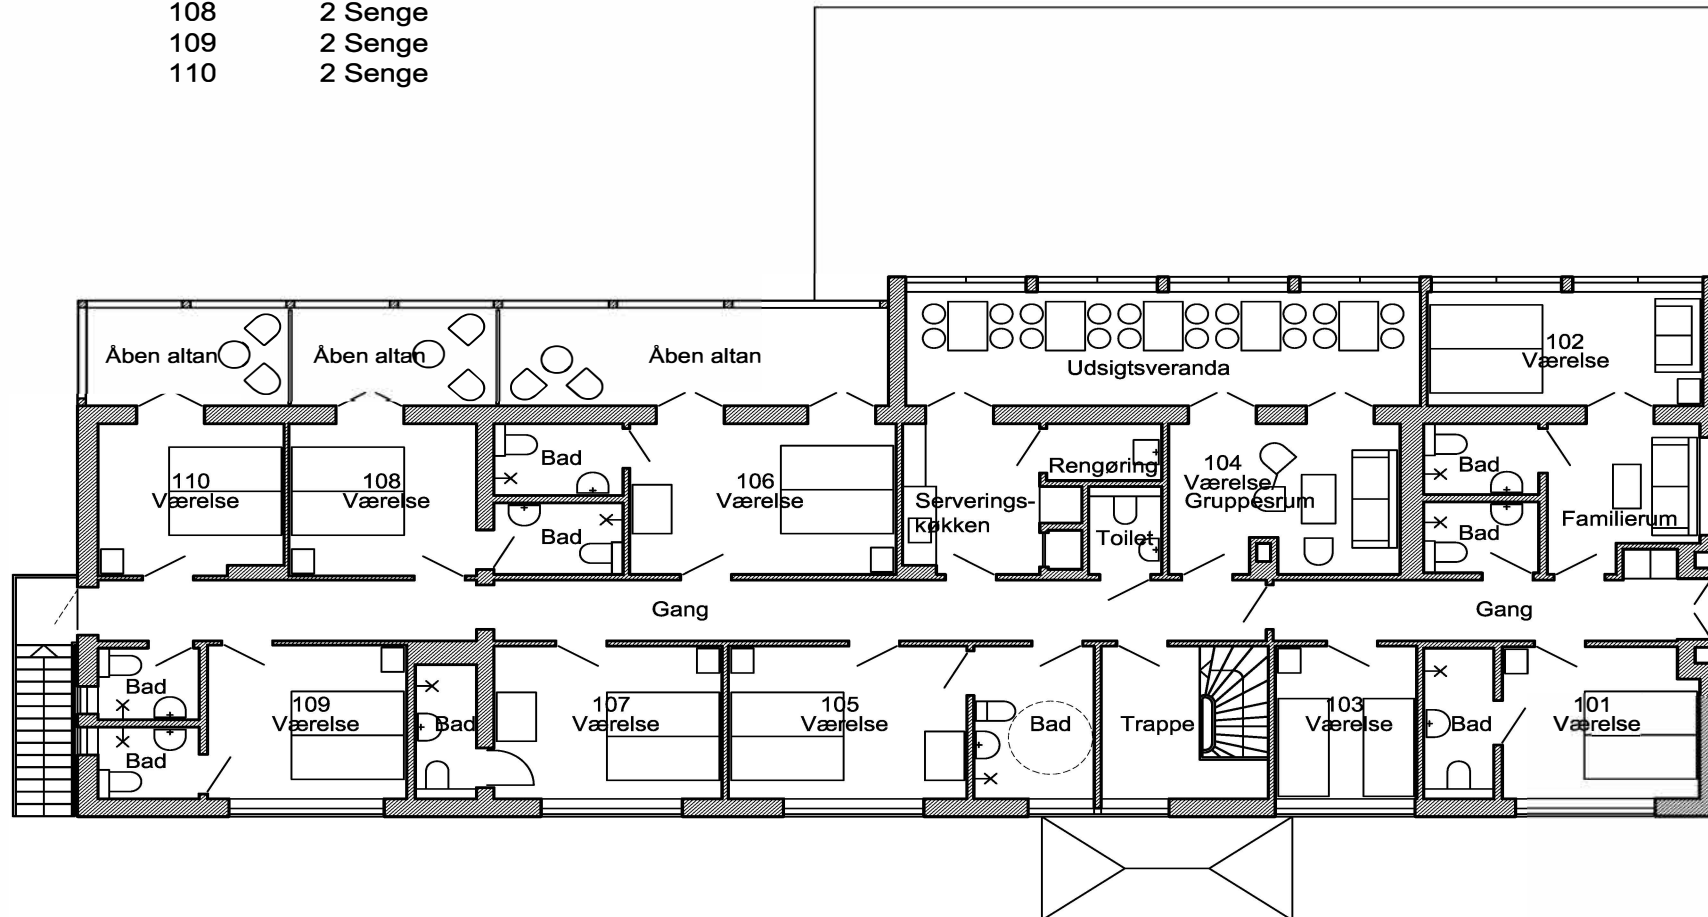 108 2 Senge
109 2 Senge
110 2 Senge
Åben altan
Åben altan
Åben altan
Udsigtsveranda
102
Værelse
110
Værelse
108
Værelse
Bad
Bad
106
Værelse
Serverings-
køkken
Rengøring
Toilet
104
Værelse
Gruppesrum
Bad
Bad
Familierum
Gang
Gang
Bad
Bad
109
Værelse
Bad
107
Værelse
105
Værelse
Bad
Trappe
103
Værelse
Bad
101
Værelse